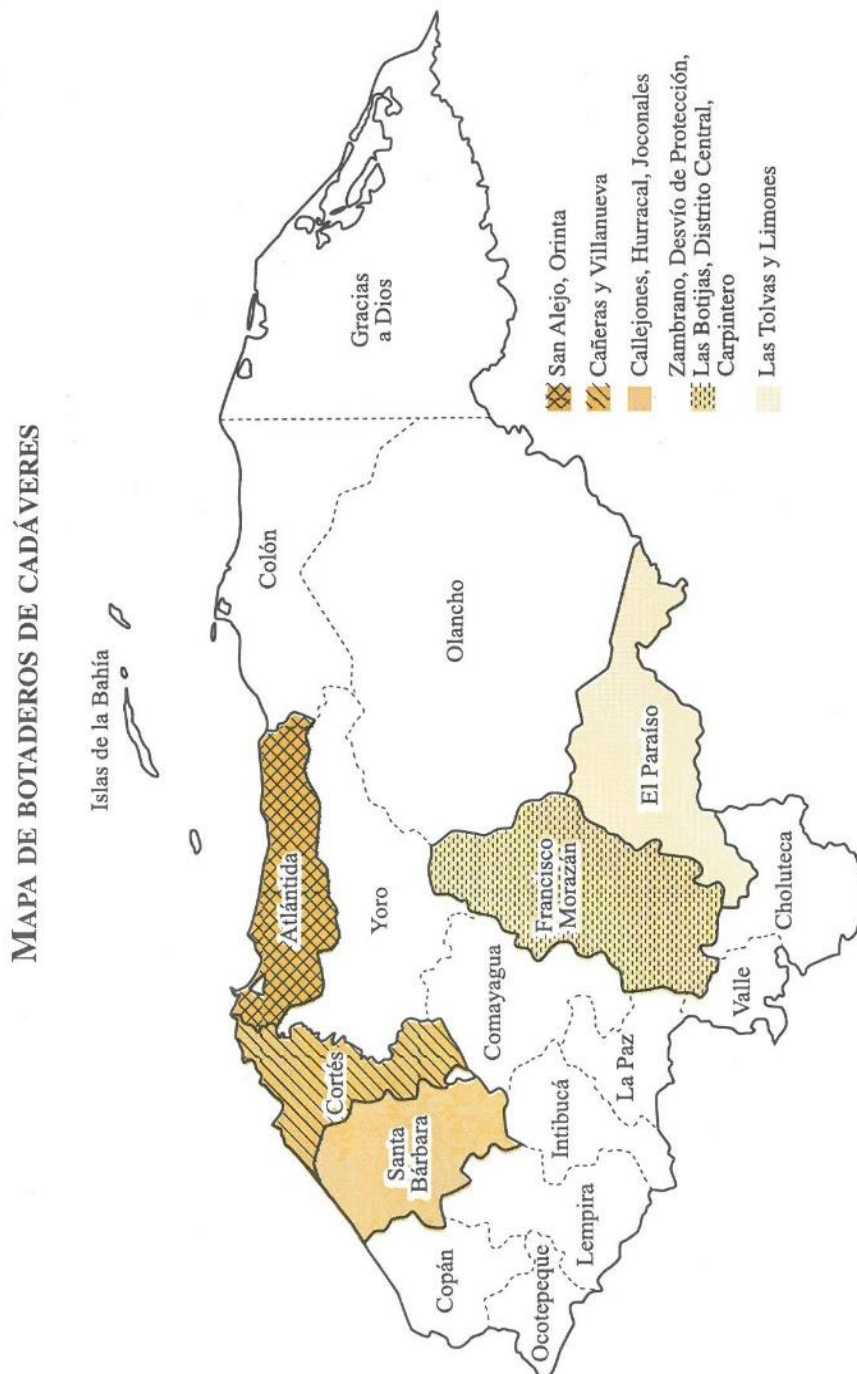 MAPA DE BOTADEROS DE CADÁVERES
Islas de la Bahía
Atlántida
Colón
Gracias
a Dios
Cortés
Yoro
Santa
Bárbara
Olancho
Copán
Comayagua
Francisco
Morazán
El Paraíso
Ocotepeque
Lempira
Intibucá
La Paz
Valle
Choluteca
San Alejo, Orinta
Cañeras y Villanueva
Callejones, Hurracal, Joconales
Zambrano, Desvío de Protección,
Las Botijas, Distrito Central,
Carpintero
Las Tolvas y Limones